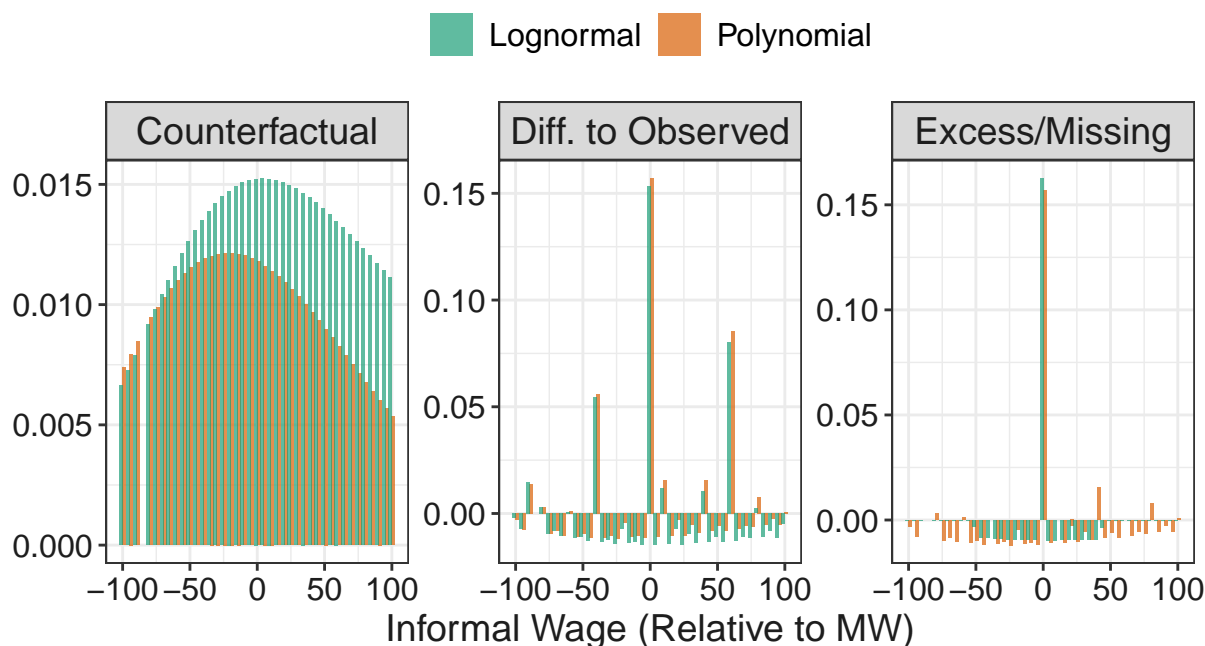 Lognormal Polynomial
Counterfactual Diff. to Observed Excess/Missing
0.015
0.010
0.005
0.000
−100 −50 0 50 100
0.15
0.10
0.05
0.00
−100 −50 0 50 100
0.15
0.10
0.05
0.00
−100 −50 0 50 100
Informal Wage (Relative to MW)